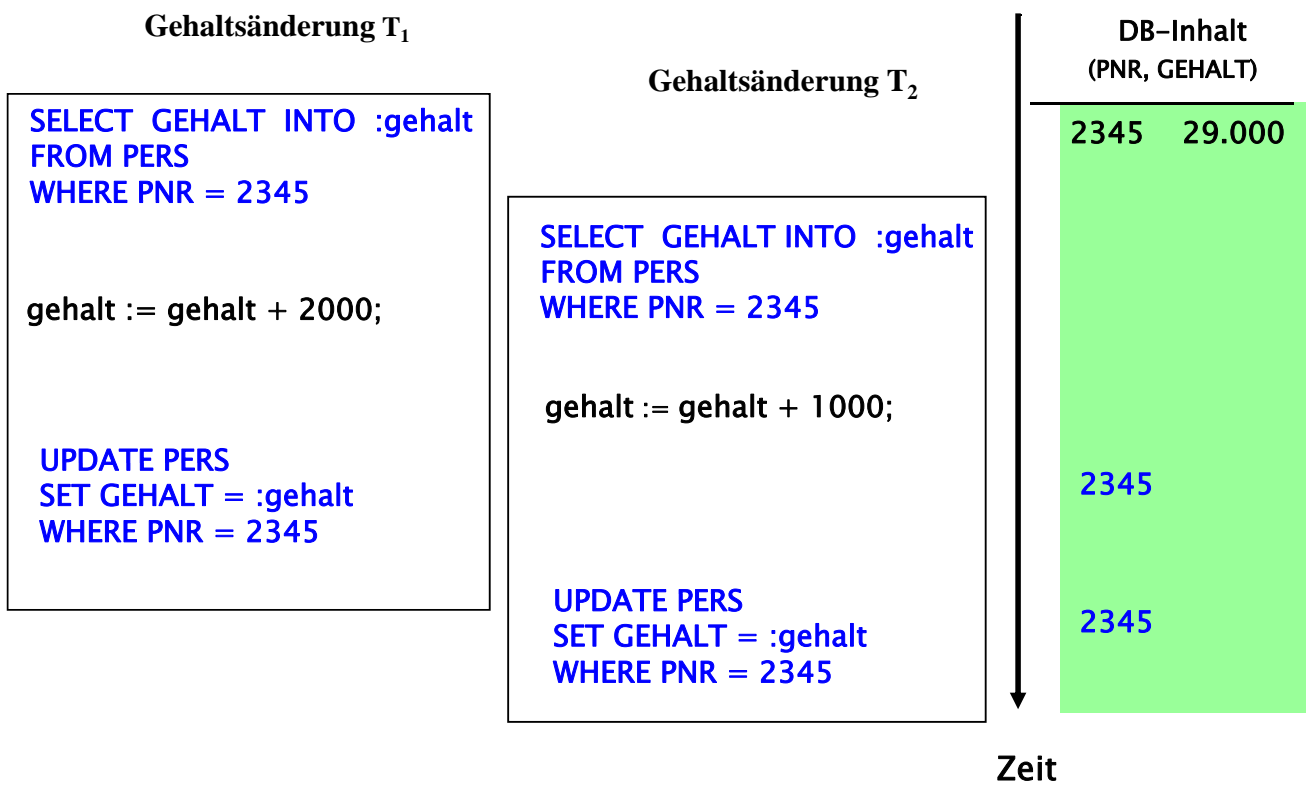 Gehaltsänderung T₁
SELECT GEHALT INTO :gehalt
FROM PERS
WHERE PNR = 2345
gehalt := gehalt + 2000;
UPDATE PERS
SET GEHALT = :gehalt
WHERE PNR = 2345
Gehaltsänderung T₂
SELECT GEHALT INTO :gehalt
FROM PERS
WHERE PNR = 2345
gehalt := gehalt + 1000;
UPDATE PERS
SET GEHALT = :gehalt
WHERE PNR = 2345
DB-Inhalt
(PNR, GEHALT)
2345 29.000
2345
2345
Zeit